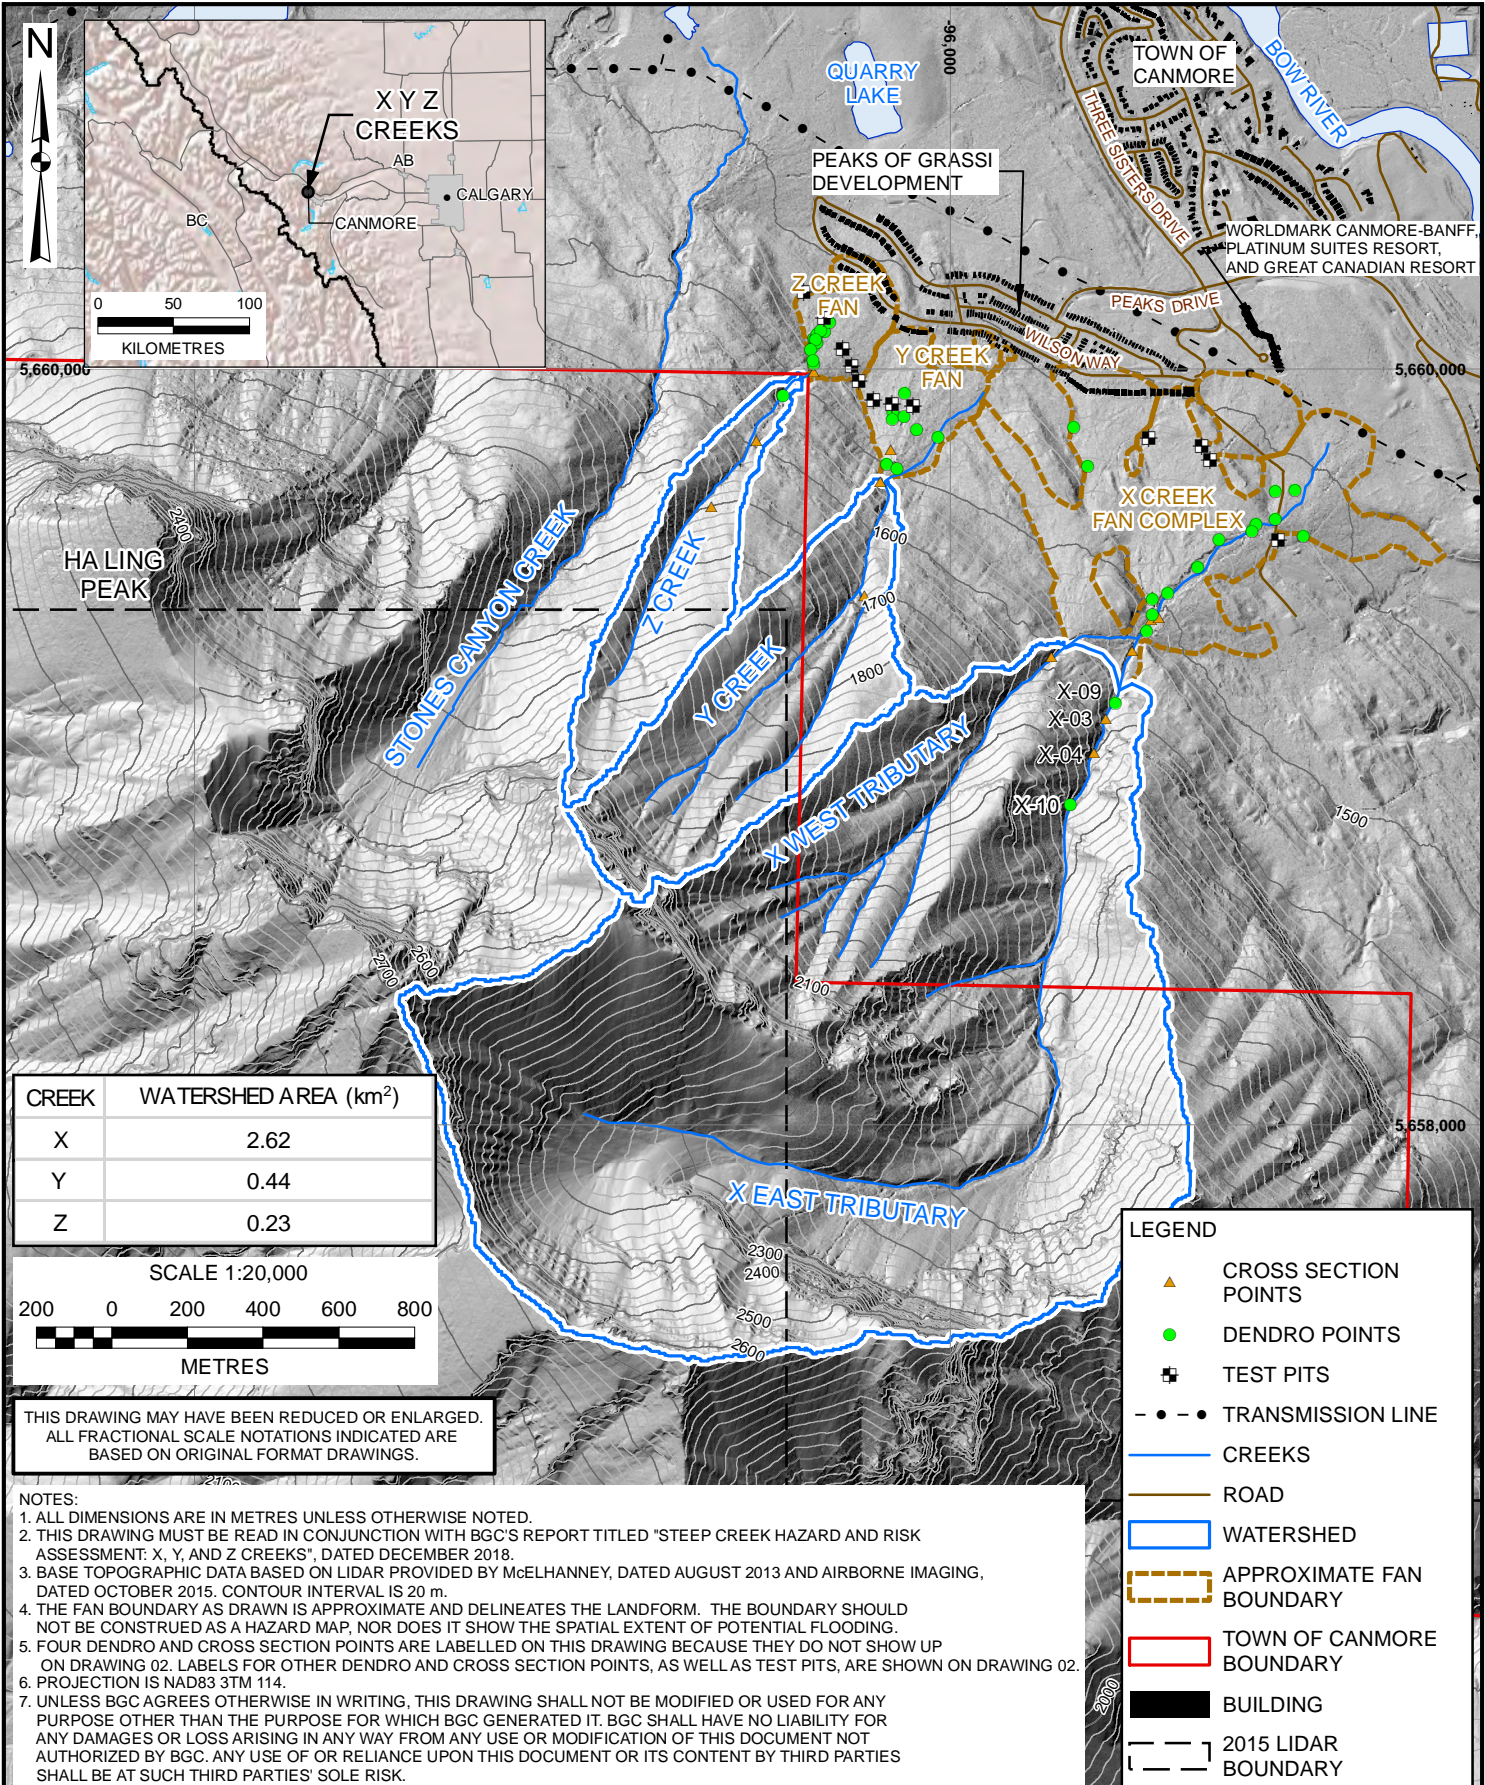 N
X Y Z
CREEKS
AB
CALGARY
BC
CANMORE
0 50 100
KILOMETRES
QUARRY
LAKE
-96,000
TOWN OF
CANMORE
BOW RIVER
THREE SISTERS DRIVE
PEAKS OF GRASSI
DEVELOPMENT
WORLDMARK CANMORE-BANFF,
PLATINUM SUITES RESORT,
AND GREAT CANADIAN RESORT
Z CREEK
FAN
PEAKS DRIVE
WILSON WAY
Y CREEK
FAN
5,660,000
5,660,000
X CREEK
FAN COMPLEX
2400
HA LING
PEAK
STONES CANYON CREEK
Z CREEK
1600
1700
1800
Y CREEK
X WEST TRIBUTARY
X-09
X-03
X-04
X-10
1500
2700
2600
2100
5,658,000
CREEK WATERSHED AREA (km²)
X 2.62
Y 0.44
Z 0.23
X EAST TRIBUTARY
2300
2400
2500
2600
SCALE 1:20,000
200 0 200 400 600 800
METRES
THIS DRAWING MAY HAVE BEEN REDUCED OR ENLARGED.
ALL FRACTIONAL SCALE NOTATIONS INDICATED ARE
BASED ON ORIGINAL FORMAT DRAWINGS.
2100
NOTES:
1. ALL DIMENSIONS ARE IN METRES UNLESS OTHERWISE NOTED.
2. THIS DRAWING MUST BE READ IN CONJUNCTION WITH BGC'S REPORT TITLED "STEEP CREEK HAZARD AND RISK
ASSESSMENT: X, Y, AND Z CREEKS", DATED DECEMBER 2018.
3. BASE TOPOGRAPHIC DATA BASED ON LIDAR PROVIDED BY McELHANNEY, DATED AUGUST 2013 AND AIRBORNE IMAGING,
DATED OCTOBER 2015. CONTOUR INTERVAL IS 20 m.
4. THE FAN BOUNDARY AS DRAWN IS APPROXIMATE AND DELINEATES THE LANDFORM. THE BOUNDARY SHOULD
NOT BE CONSTRUED AS A HAZARD MAP, NOR DOES IT SHOW THE SPATIAL EXTENT OF POTENTIAL FLOODING.
5. FOUR DENDRO AND CROSS SECTION POINTS ARE LABELLED ON THIS DRAWING BECAUSE THEY DO NOT SHOW UP
ON DRAWING 02. LABELS FOR OTHER DENDRO AND CROSS SECTION POINTS, AS WELL AS TEST PITS, ARE SHOWN ON DRAWING 02.
6. PROJECTION IS NAD83 3TM 114.
7. UNLESS BGC AGREES OTHERWISE IN WRITING, THIS DRAWING SHALL NOT BE MODIFIED OR USED FOR ANY
PURPOSE OTHER THAN THE PURPOSE FOR WHICH BGC GENERATED IT. BGC SHALL HAVE NO LIABILITY FOR
ANY DAMAGES OR LOSS ARISING IN ANY WAY FROM ANY USE OR MODIFICATION OF THIS DOCUMENT NOT
AUTHORIZED BY BGC. ANY USE OF OR RELIANCE UPON THIS DOCUMENT OR ITS CONTENT BY THIRD PARTIES
SHALL BE AT SUCH THIRD PARTIES' SOLE RISK.
2000
LEGEND
CROSS SECTION
POINTS
DENDRO POINTS
TEST PITS
TRANSMISSION LINE
CREEKS
ROAD
WATERSHED
APPROXIMATE FAN
BOUNDARY
TOWN OF CANMORE
BOUNDARY
BUILDING
2015 LIDAR
BOUNDARY